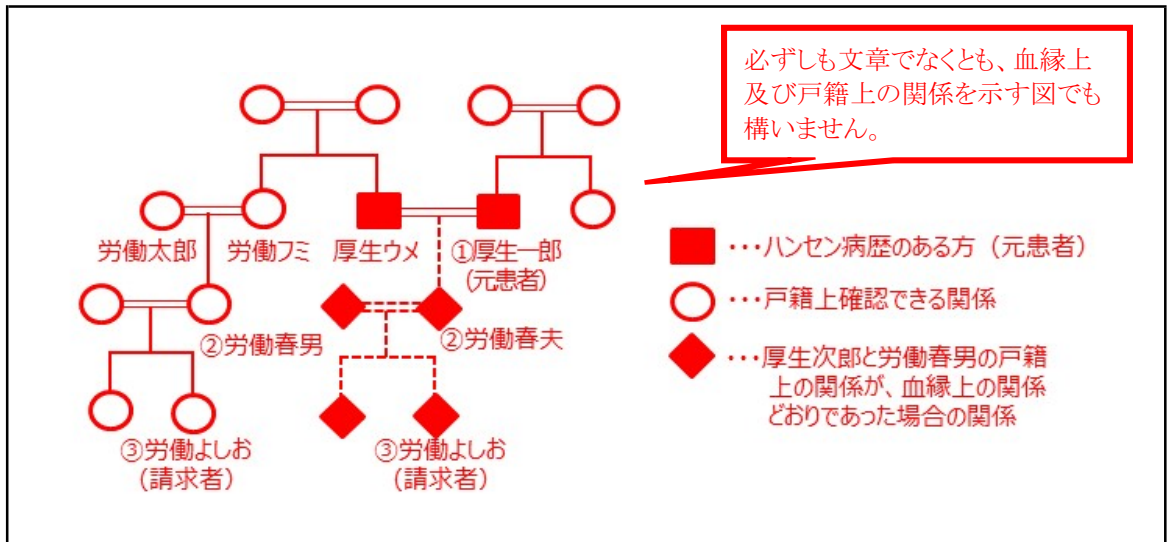 必ずしも文章でなくとも、血縁上
及び戸籍上の関係を示す図でも
構いません。
労働太郎
労働フミ
厚生ウメ
①厚生一郎
(元患者)
②労働春男
②労働春夫
③労働よしお
(請求者)
③労働よしお
(請求者)
･･･ハンセン病歴のある方（元患者）
･･･戸籍上確認できる関係
･･･厚生次郎と労働春男の戸籍
上の関係が、血縁上の関係
どおりであった場合の関係